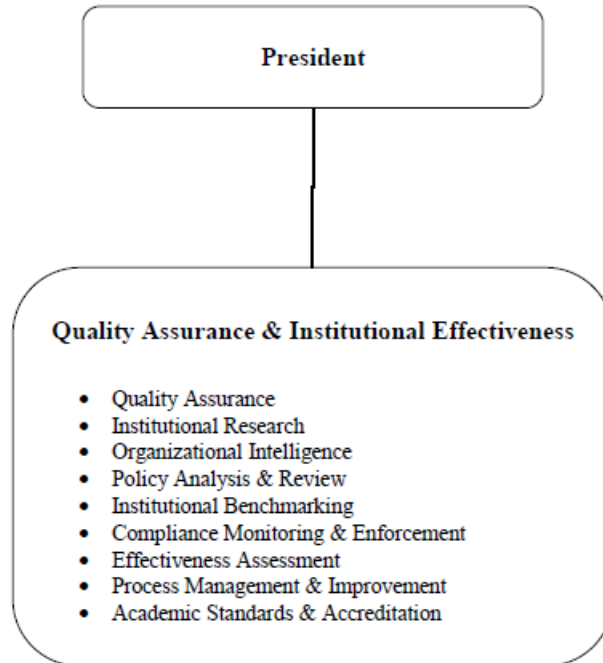 President
Quality Assurance & Institutional Effectiveness
• Quality Assurance
• Institutional Research
• Organizational Intelligence
• Policy Analysis & Review
• Institutional Benchmarking
• Compliance Monitoring & Enforcement
• Effectiveness Assessment
• Process Management & Improvement
• Academic Standards & Accreditation